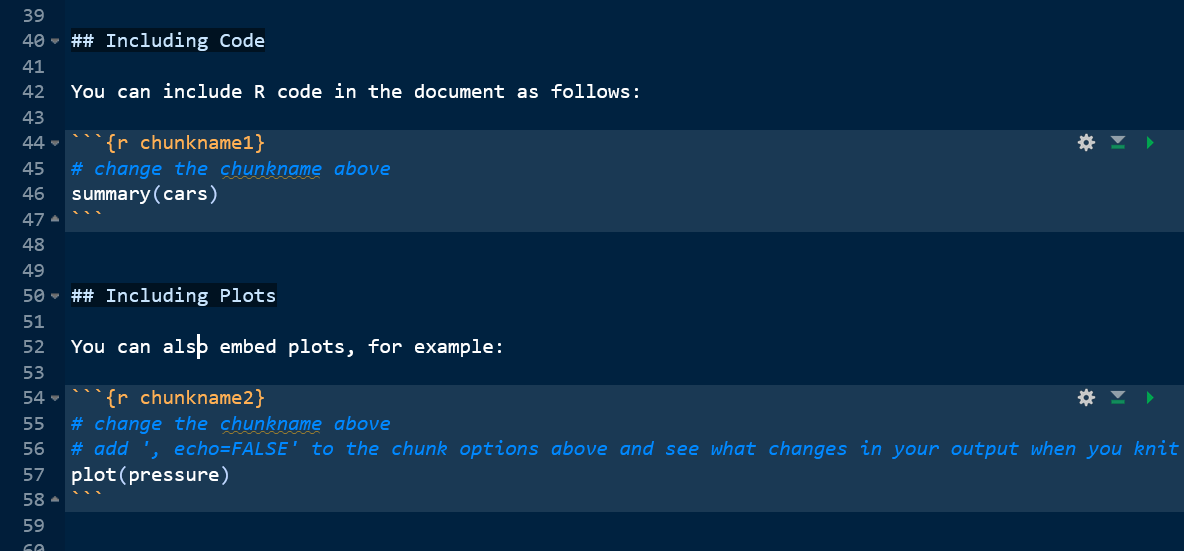 39
40 ## Including Code
41
42 You can include R code in the document as follows:
43
44 ```{r chunkname1}
45 # change the chunkname above
46 summary(cars)
47 ```
48
49
50 ## Including Plots
51
52 You can also embed plots, for example:
53
54 ```{r chunkname2}
55 # change the chunkname above
56 # add ', echo=FALSE' to the chunk options above and see what changes in your output when you knit
57 plot(pressure)
58 ```
59
60